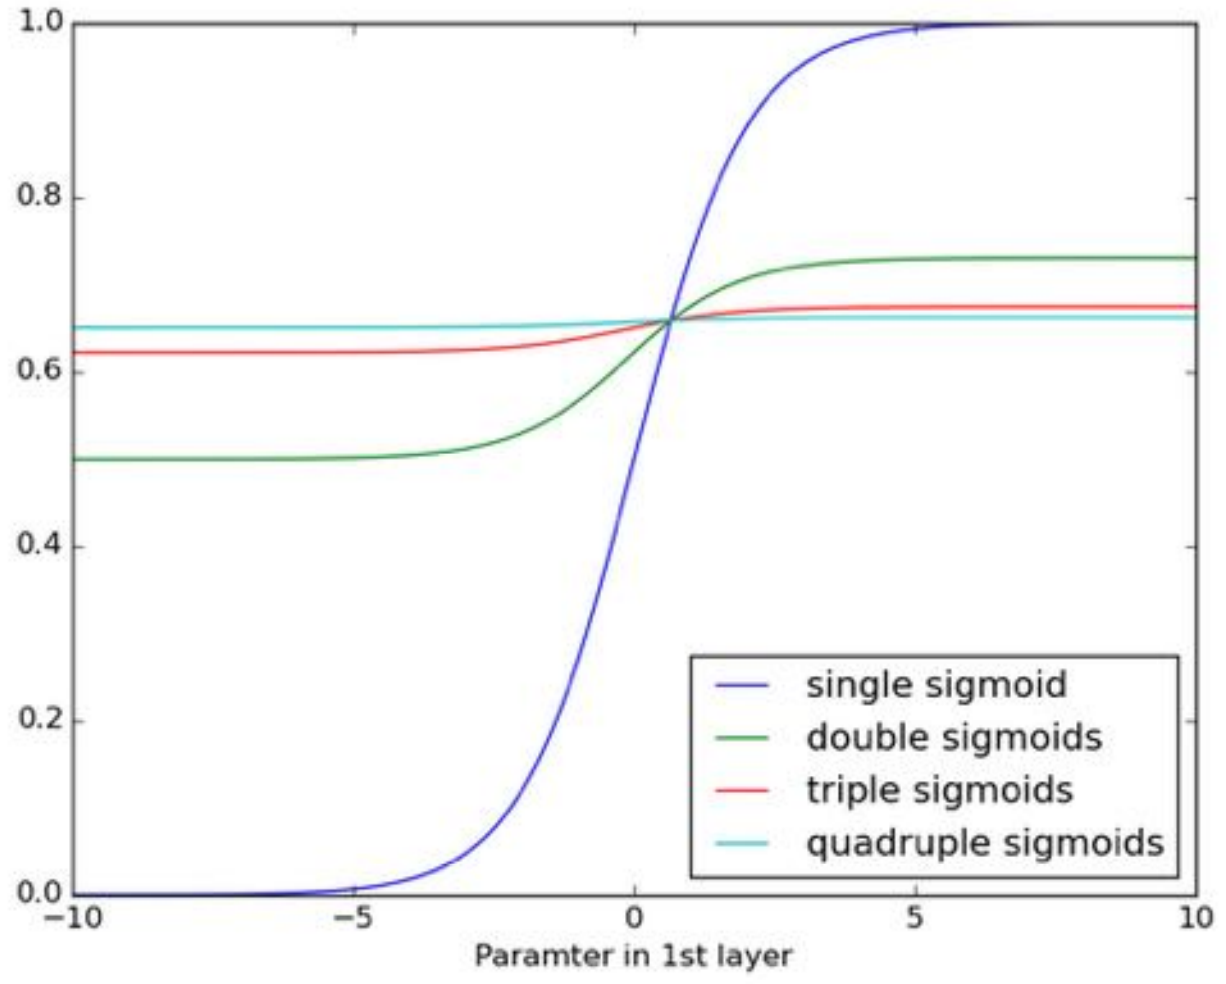 1.0
0.8
0.6
0.4
0.2
0.0
−10
−5
0
5
10
Paramter in 1st layer
single sigmoid
double sigmoids
triple sigmoids
quadruple sigmoids